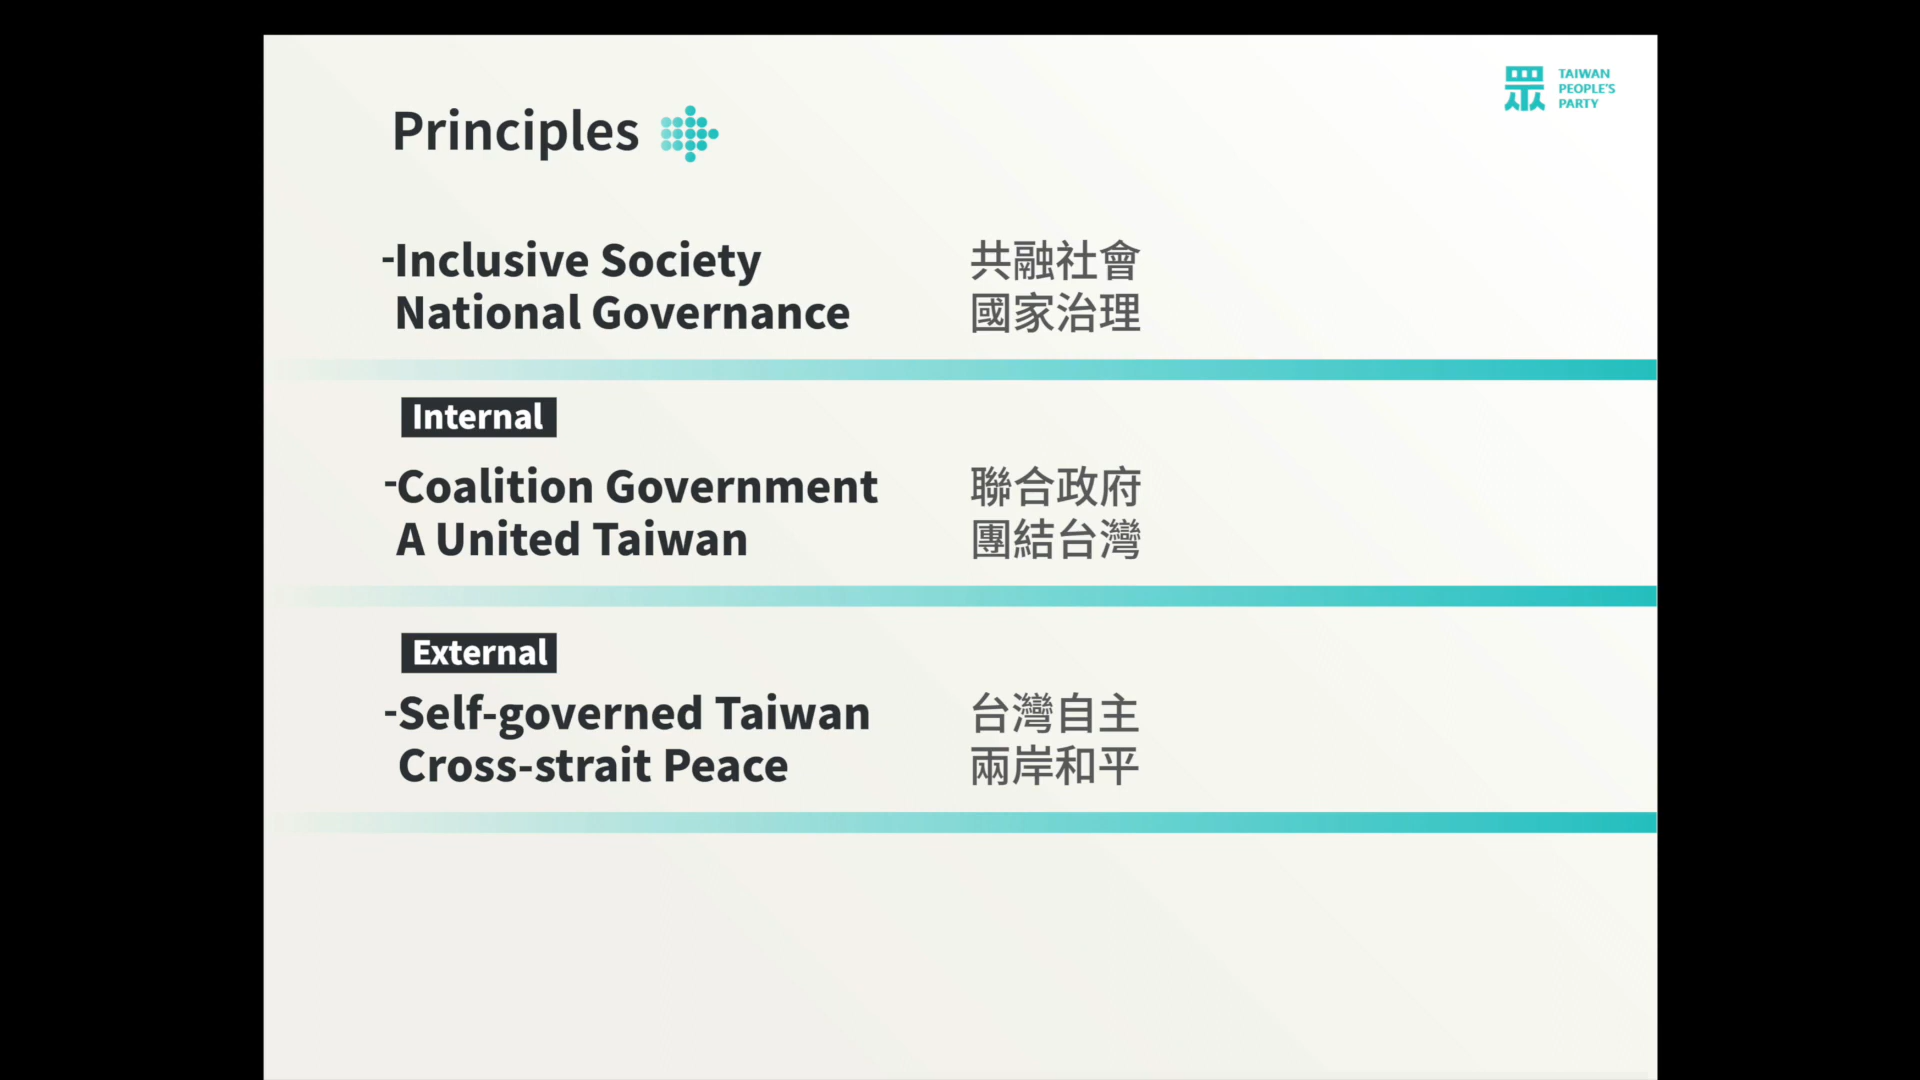 Principles
眾 TAIWAN
PEOPLE'S
PARTY
-Inclusive Society 共融社會
National Governance 國家治理
Internal
-Coalition Government 聯合政府
A United Taiwan 團結台灣
External
-Self-governed Taiwan 台灣自主
Cross-strait Peace 兩岸和平